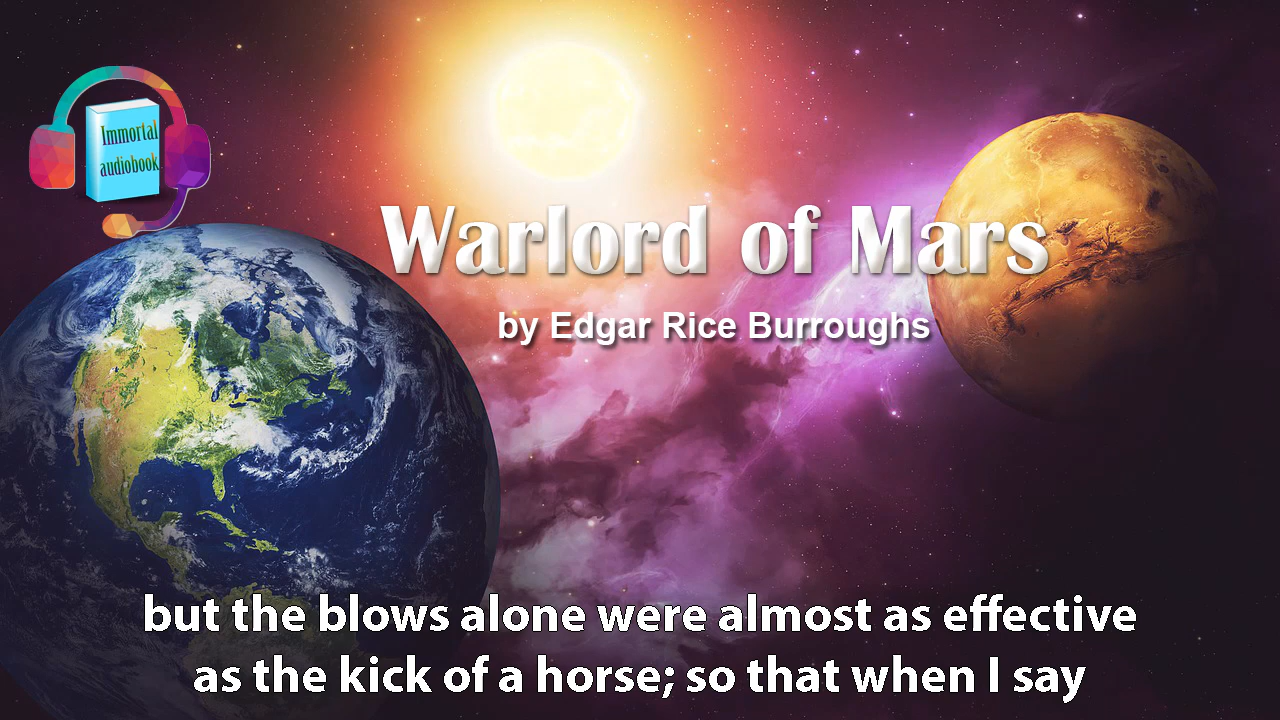 Immortal
audiobook
Warlord of Mars
by Edgar Rice Burroughs
but the blows alone were almost as effective
as the kick of a horse; so that when I say